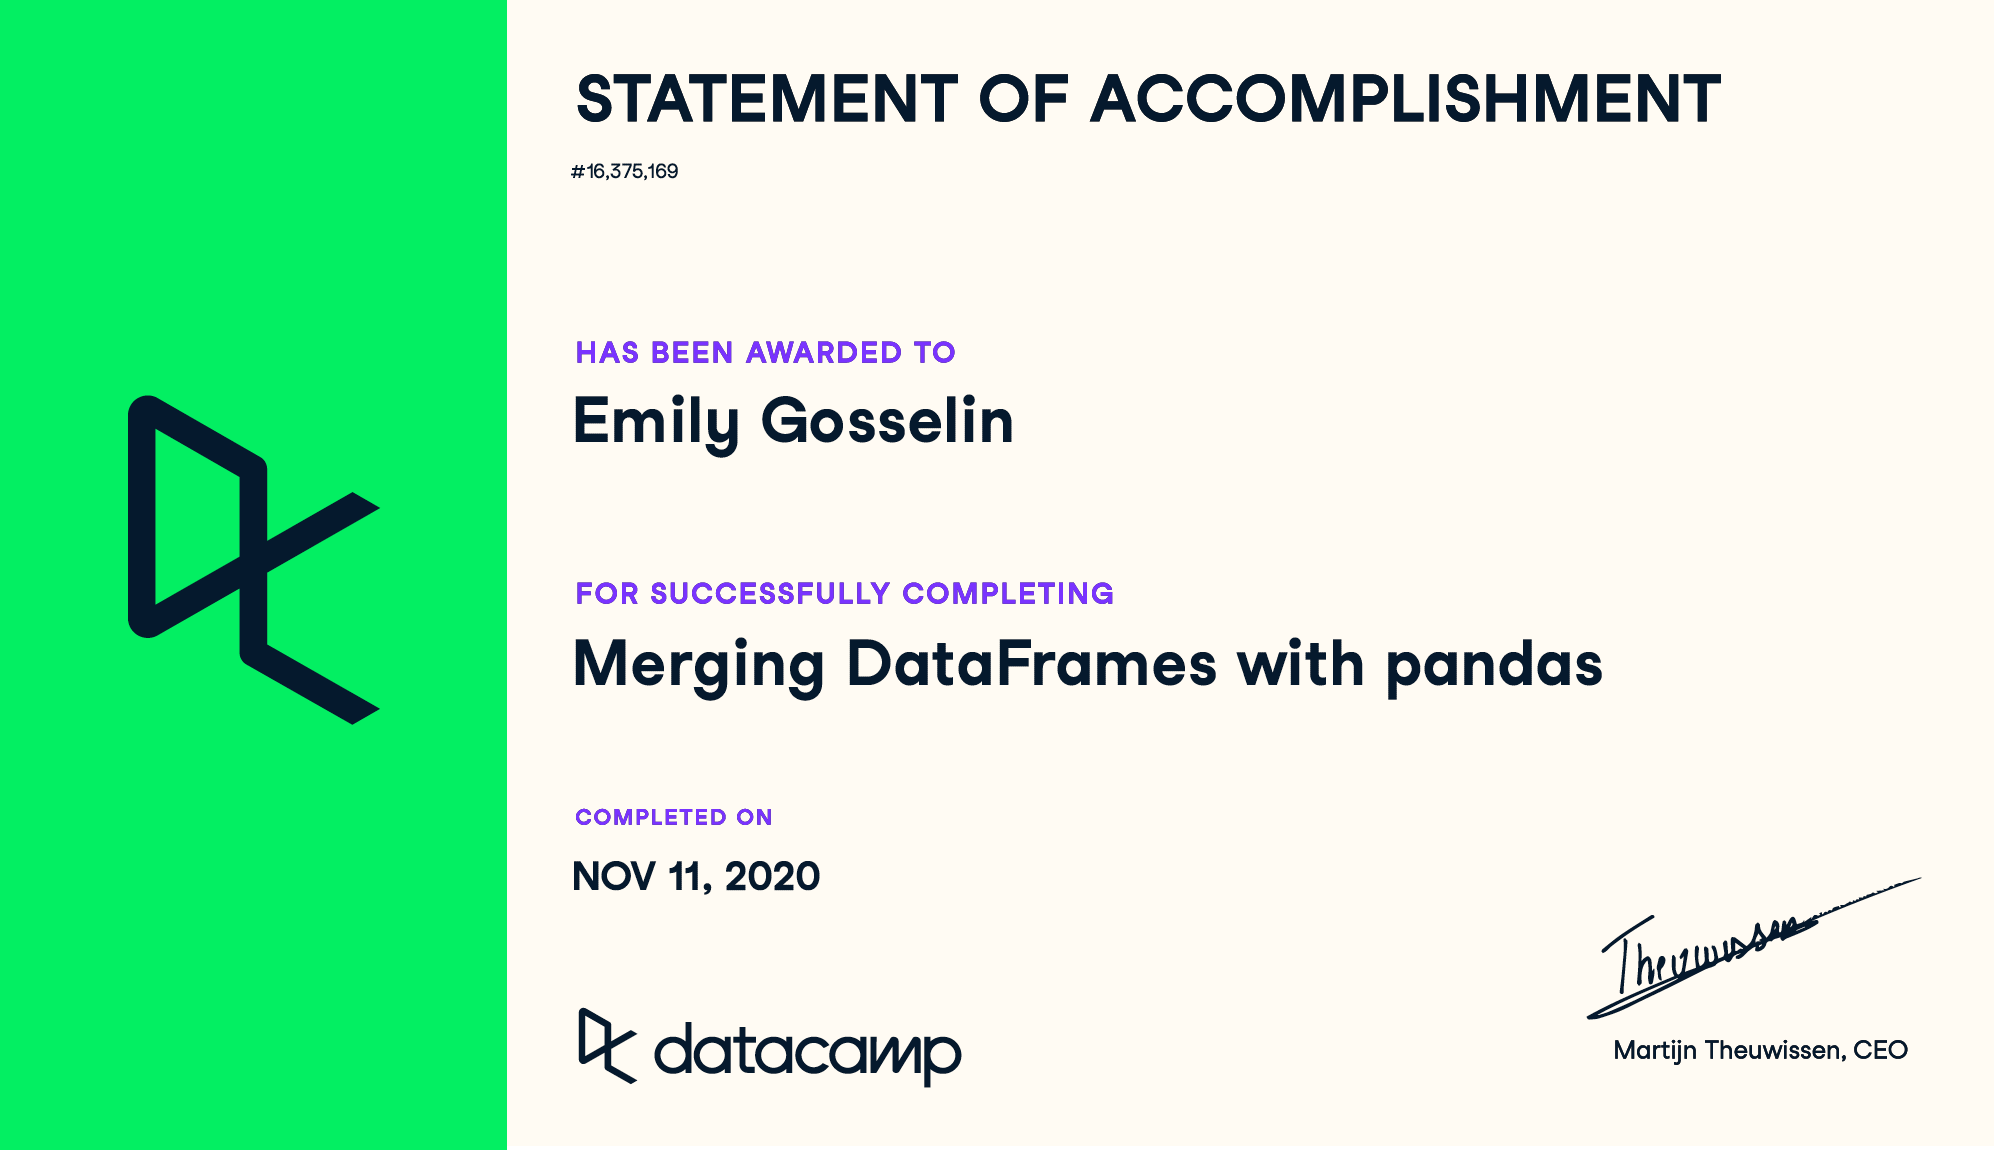 STATEMENT OF ACCOMPLISHMENT
#16,375,169
HAS BEEN AWARDED TO
Emily Gosselin
FOR SUCCESSFULLY COMPLETING
Merging DataFrames with pandas
COMPLETED ON
NOV 11, 2020
Theuwissen
datacamp
Martijn Theuwissen, CEO